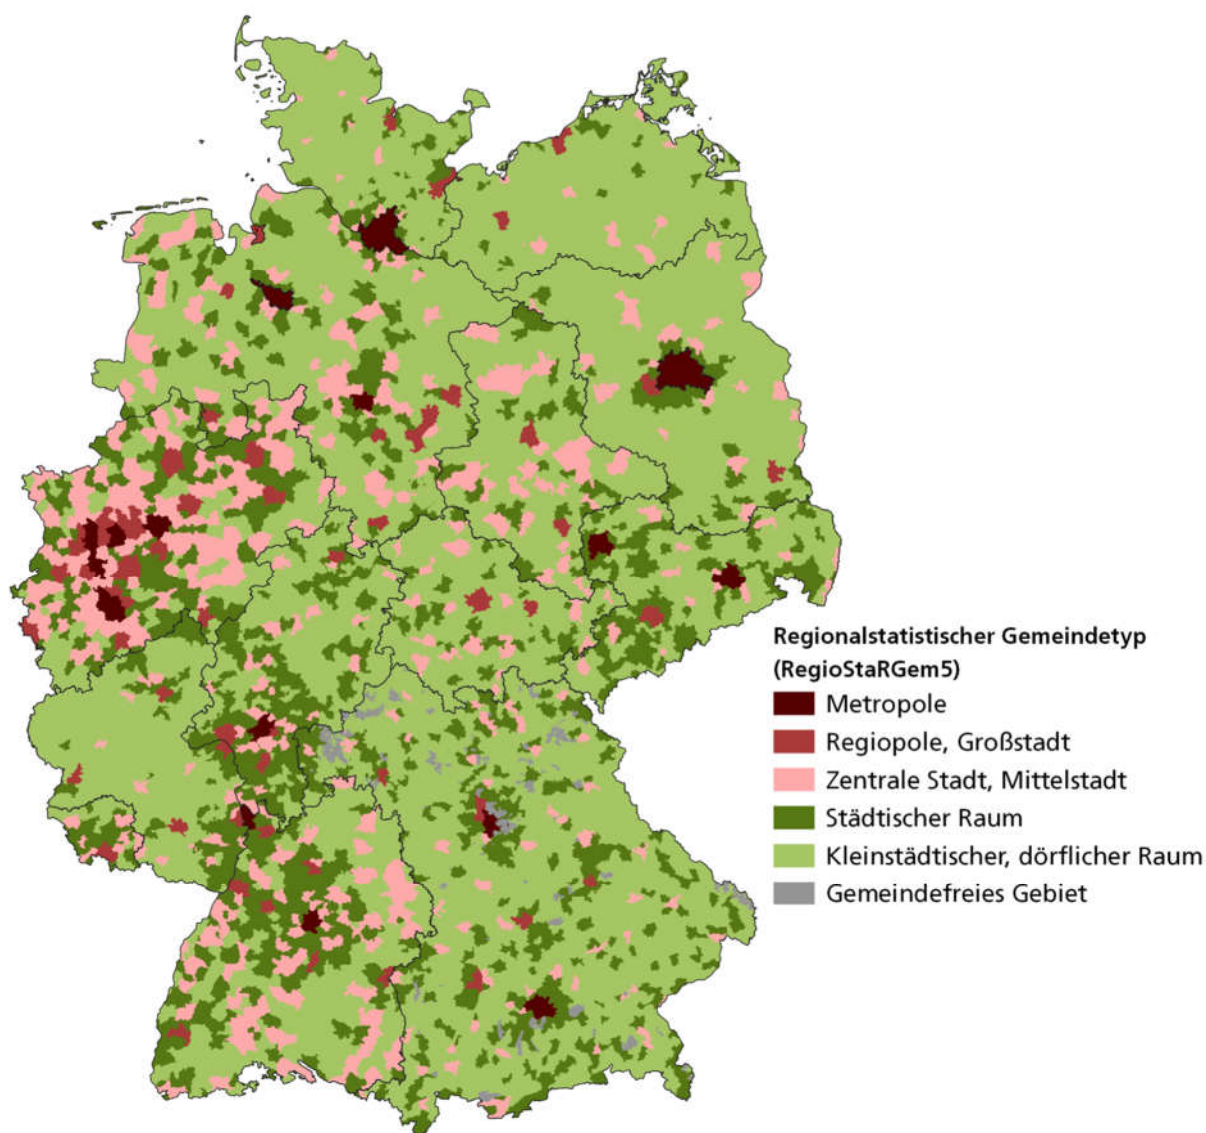 Regionalstatistischer Gemeindetyp
(RegioStaRGem5)
Metropole
Regiopole, Großstadt
Zentrale Stadt, Mittelstadt
Städtischer Raum
Kleinstädtischer, dörflicher Raum
Gemeindefreies Gebiet